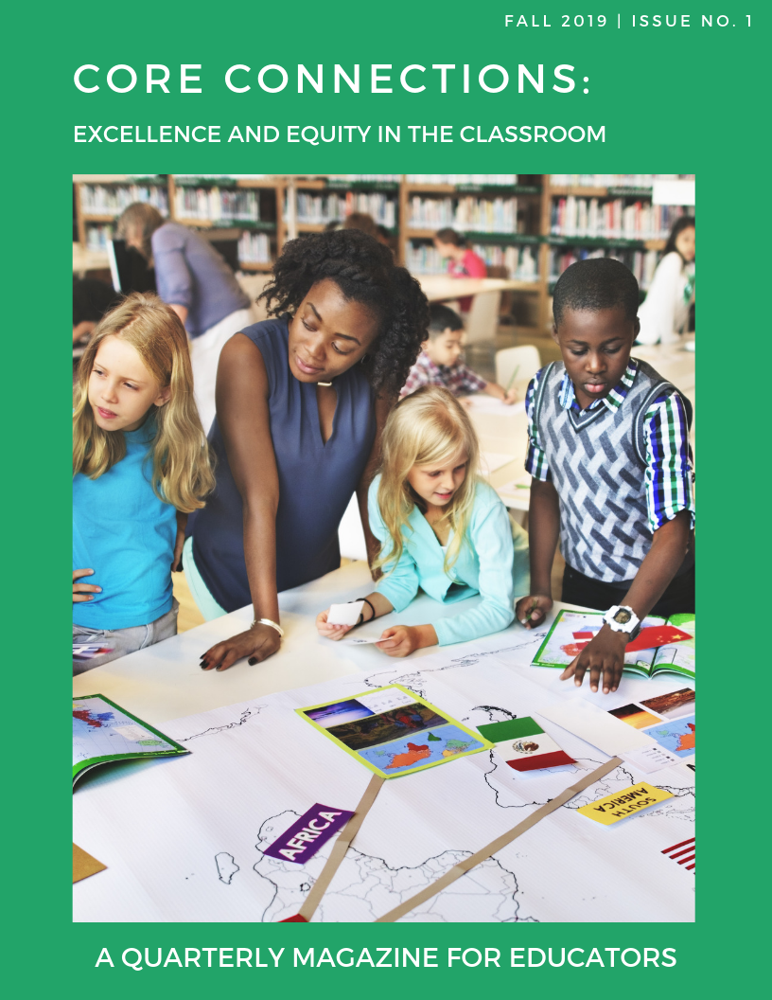 FALL 2019 | ISSUE NO. 1
CORE CONNECTIONS:
EXCELLENCE AND EQUITY IN THE CLASSROOM
AFRICA
SOUTH
AMERICA
A QUARTERLY MAGAZINE FOR EDUCATORS